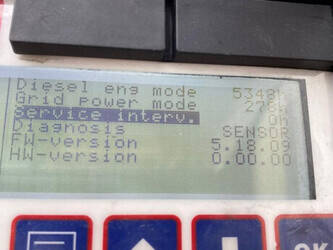 Diesel eng mode 5348h
Grid power mode 278h
Service interv. 0h
Diagnosis SENSOR
FW-version 5.18.09
HW-version 0.00.00
OK